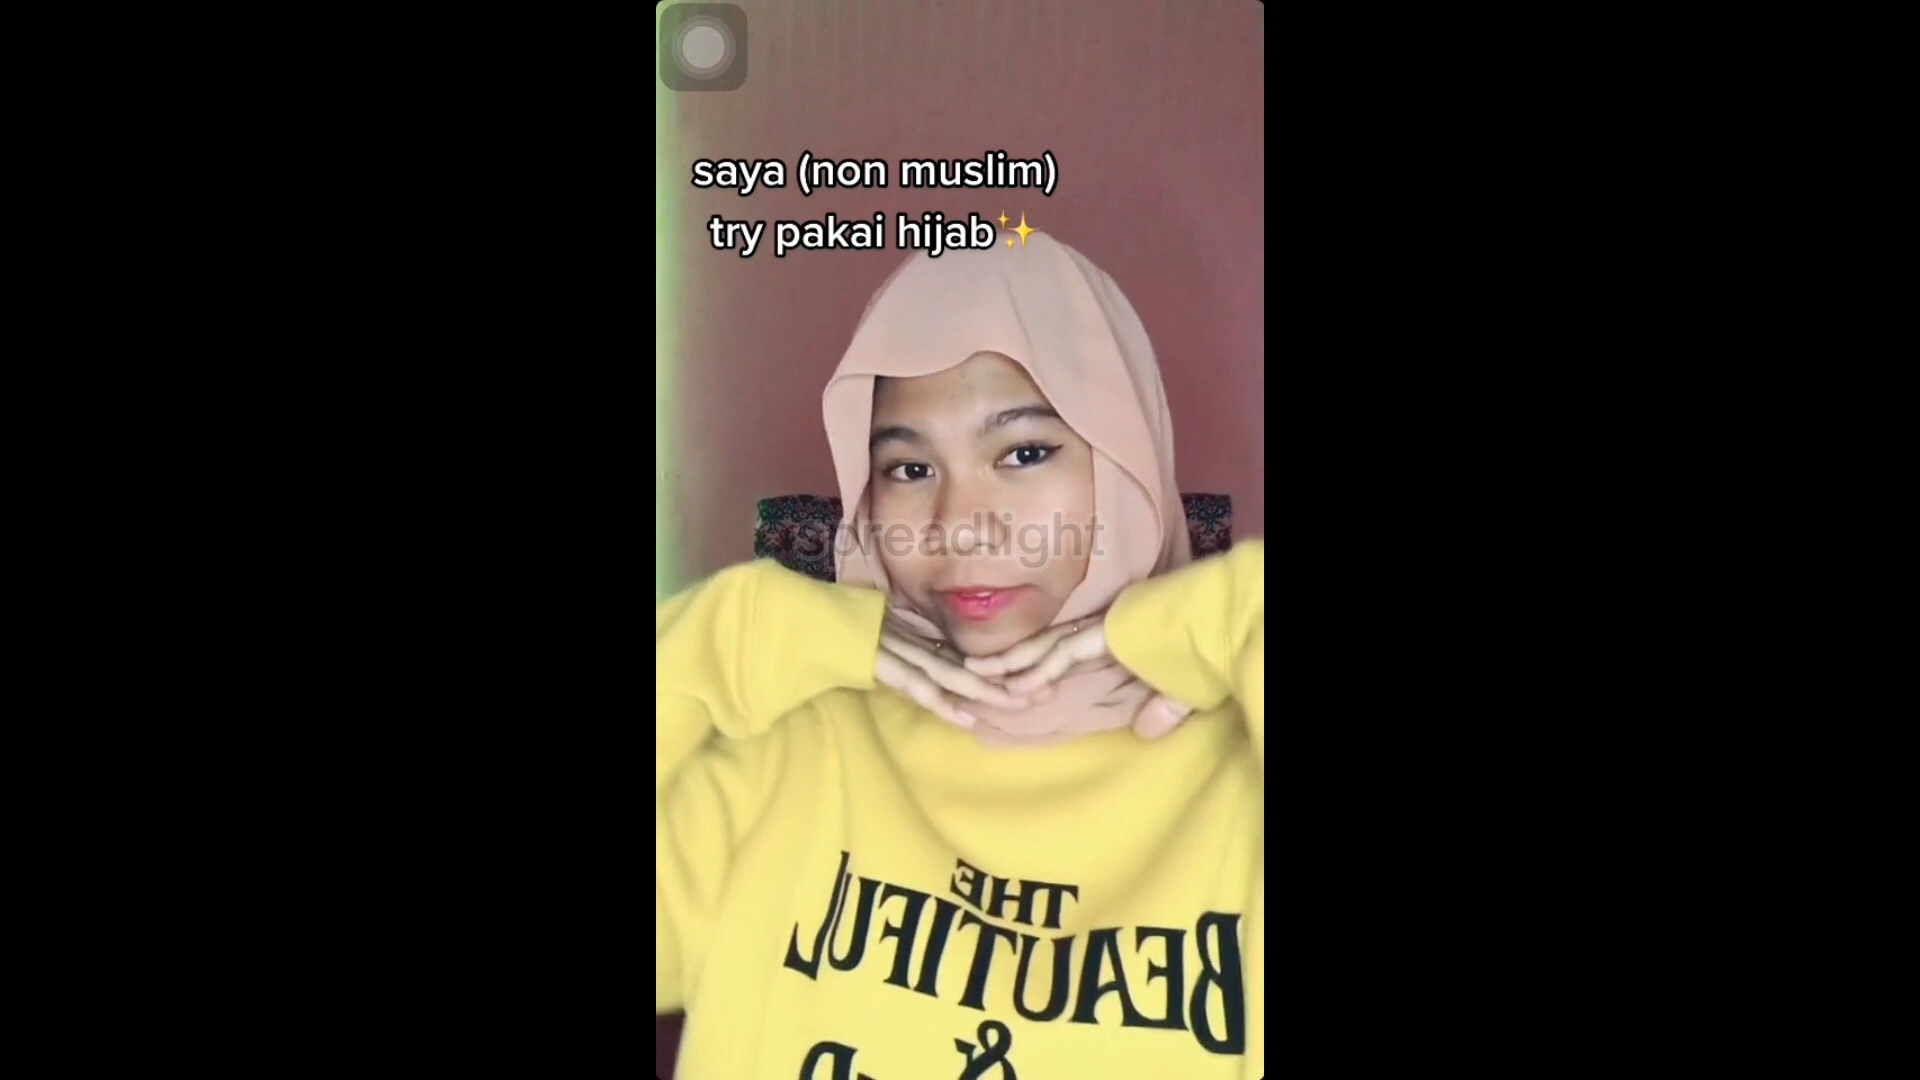 saya (non muslim)
try pakai hijab✨
spreadlight
THE
BEAUTIFUL
&